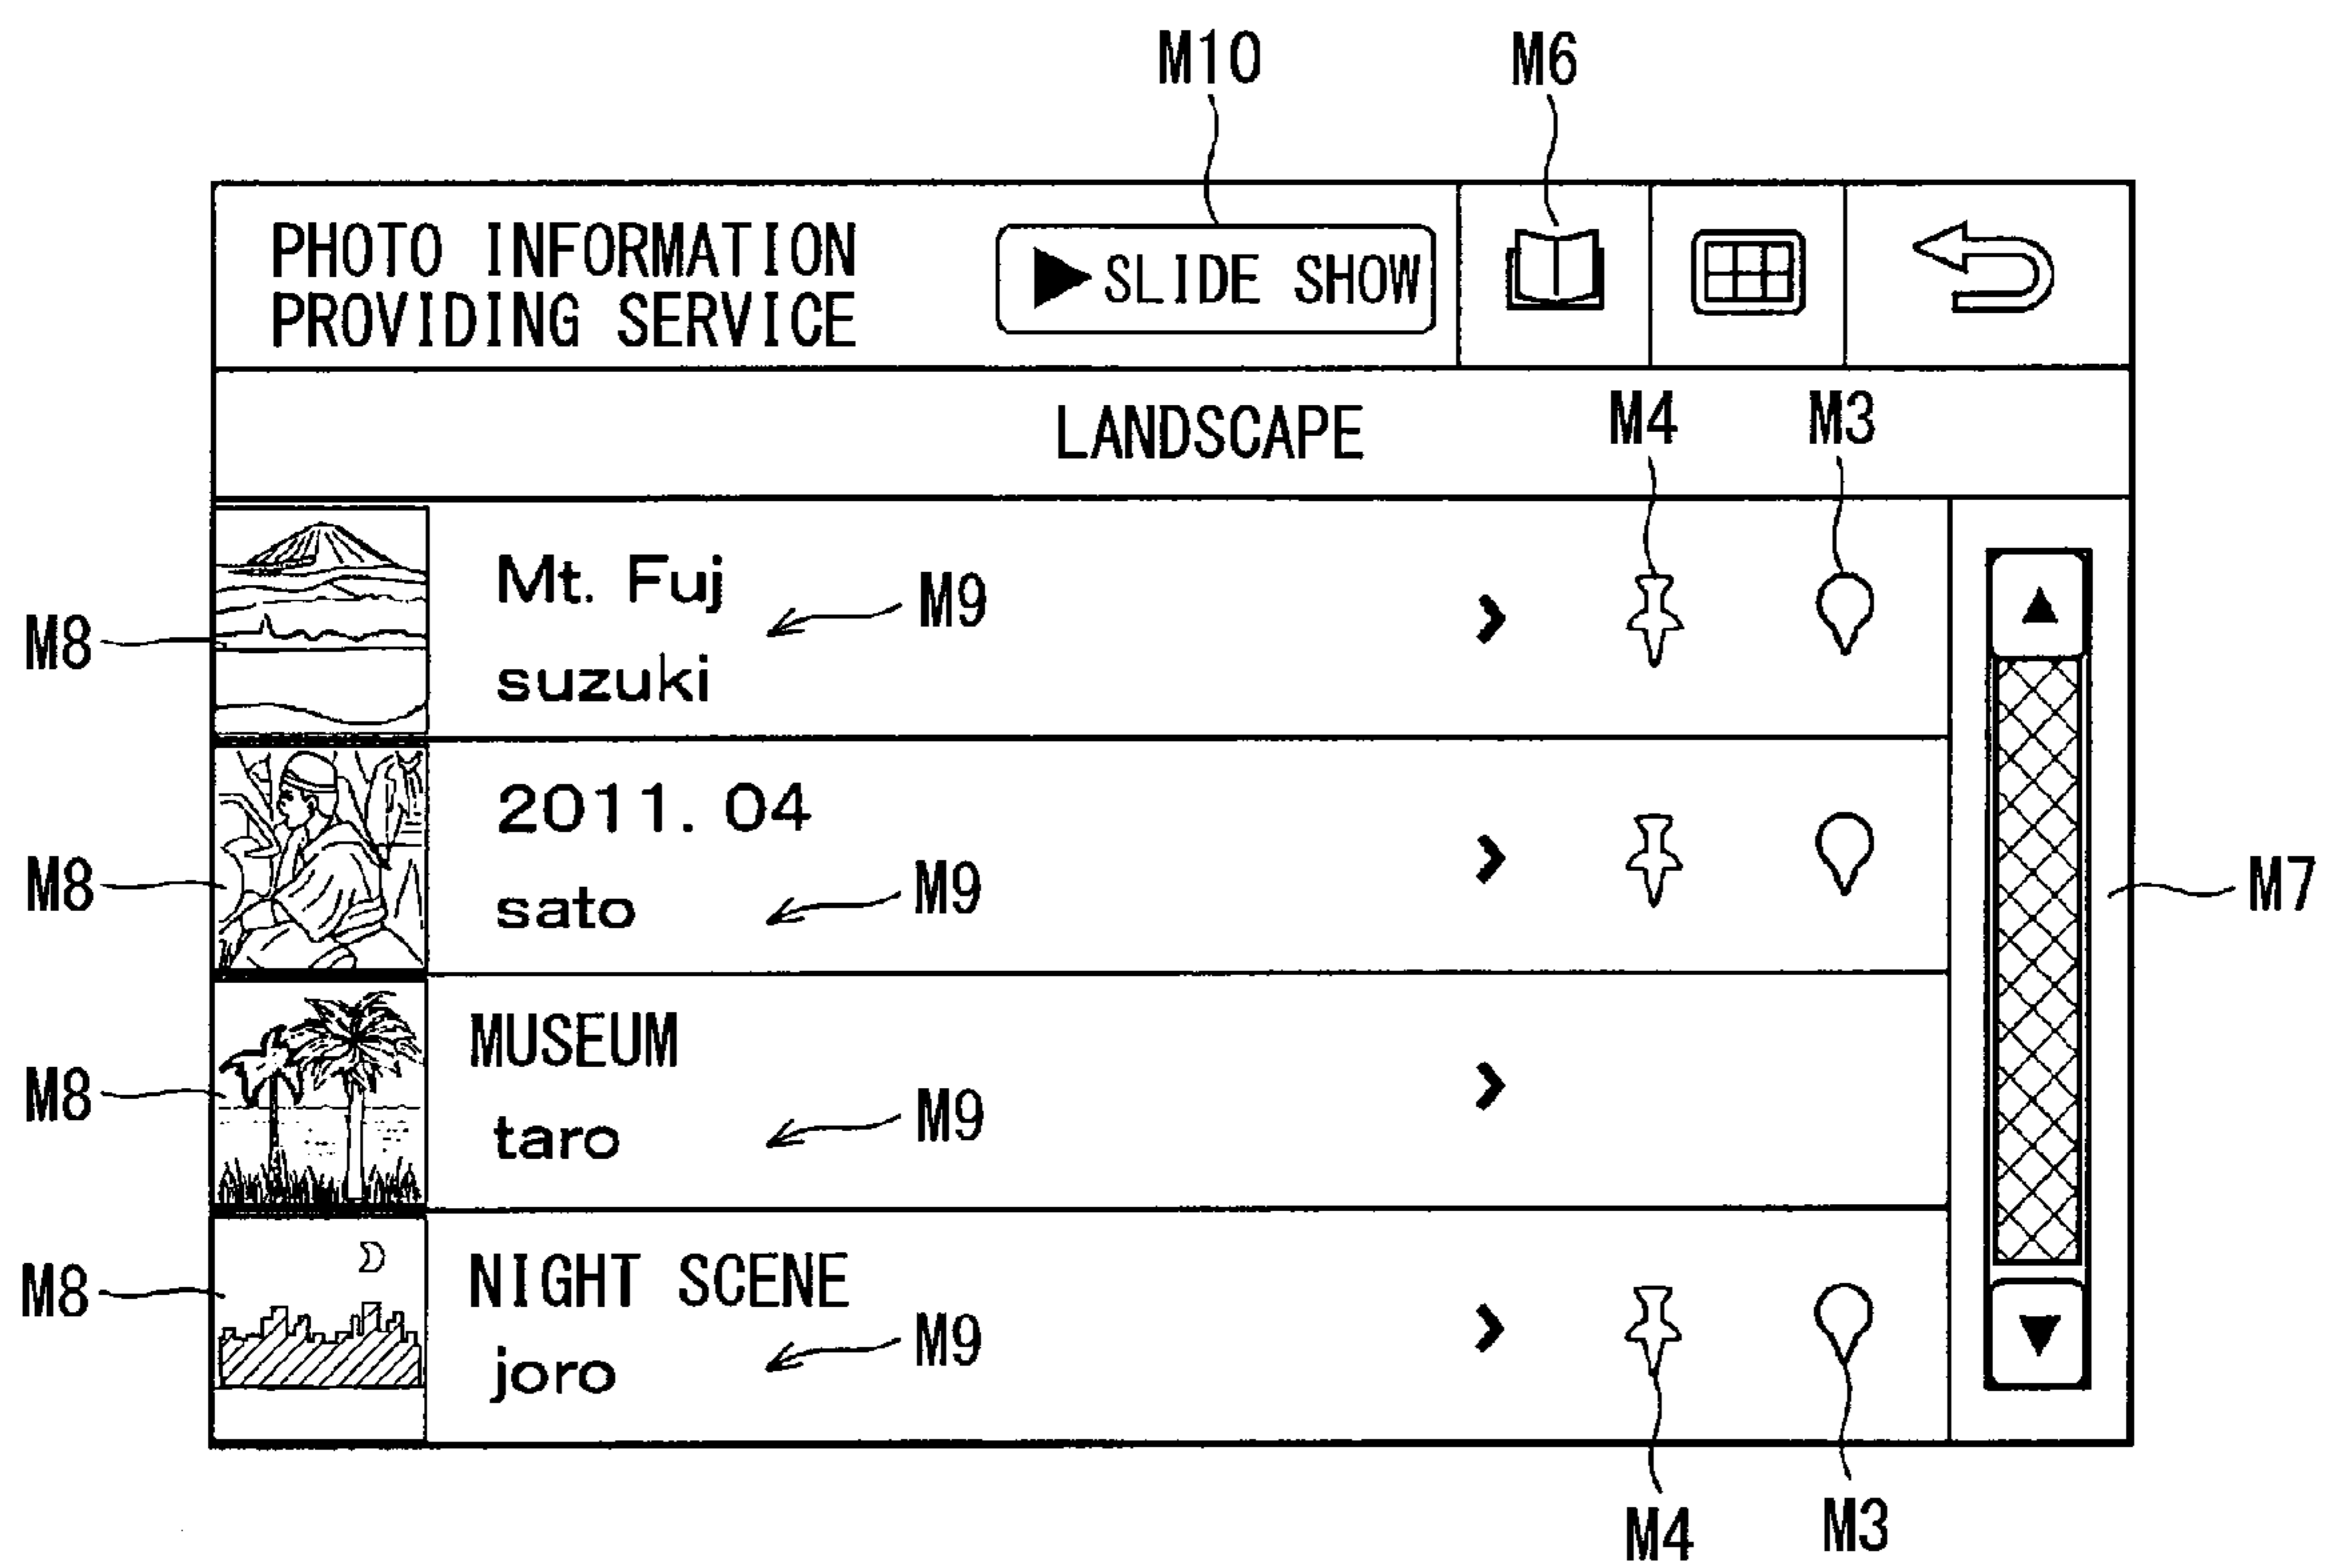 M10 M6
PHOTO INFORMATION
PROVIDING SERVICE
▶SLIDE SHOW
LANDSCAPE
M4 M3
Mt. Fuj
M9
M8
suzuki
2011. 04
M8
M9
M7
sato
MUSEUM
M8
M9
taro
NIGHT SCENE
M8
M9
joro
M4 M3